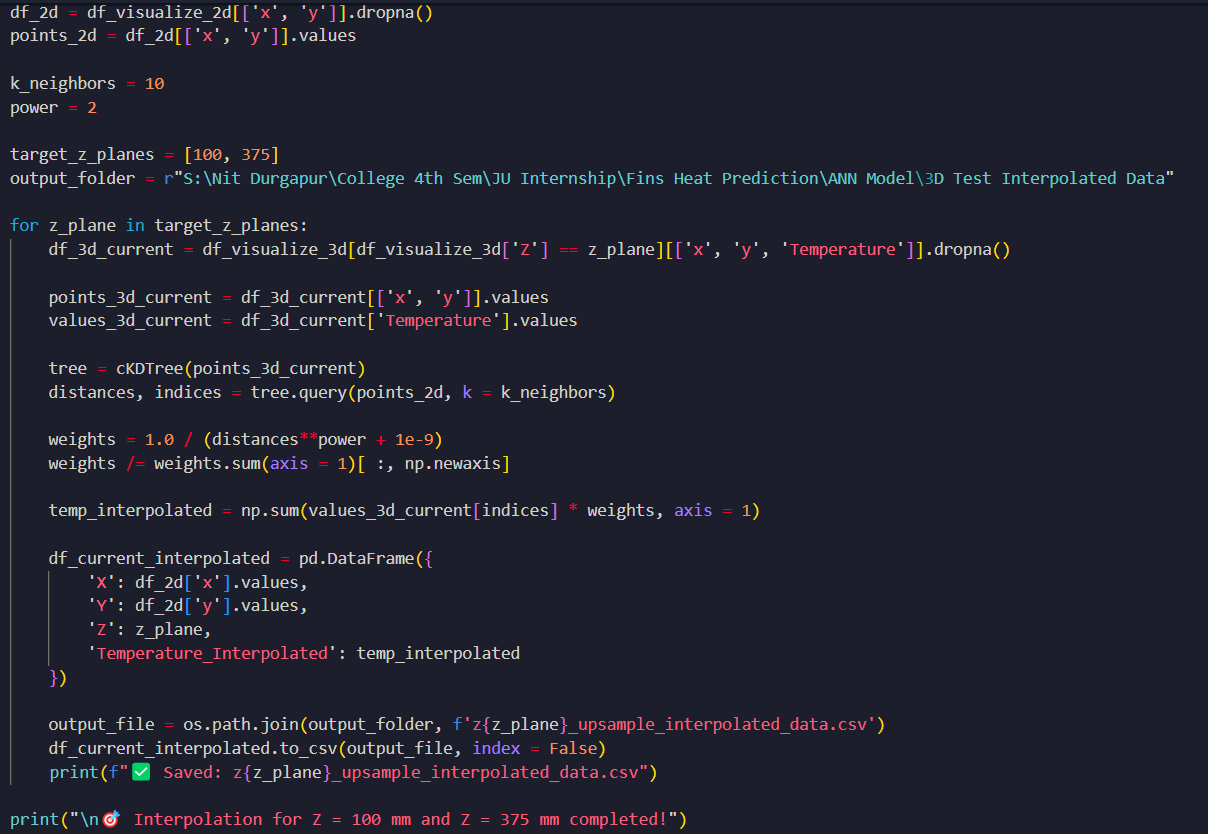 df_2d = df_visualize_2d[['x', 'y']].dropna()
points_2d = df_2d[['x', 'y']].values

k_neighbors = 10
power = 2

target_z_planes = [100, 375]
output_folder = r"S:\Nit Durgapur\College 4th Sem\JU Internship\Fins Heat Prediction\ANN Model\3D Test Interpolated Data"

for z_plane in target_z_planes:
    df_3d_current = df_visualize_3d[df_visualize_3d['Z'] == z_plane][['x', 'y', 'Temperature']].dropna()

    points_3d_current = df_3d_current[['x', 'y']].values
    values_3d_current = df_3d_current['Temperature'].values

    tree = cKDTree(points_3d_current)
    distances, indices = tree.query(points_2d, k = k_neighbors)

    weights = 1.0 / (distances**power + 1e-9)
    weights /= weights.sum(axis = 1)[ :, np.newaxis]

    temp_interpolated = np.sum(values_3d_current[indices] * weights, axis = 1)

    df_current_interpolated = pd.DataFrame({
        'X': df_2d['x'].values,
        'Y': df_2d['y'].values,
        'Z': z_plane,
        'Temperature_Interpolated': temp_interpolated
    })

    output_file = os.path.join(output_folder, f'z{z_plane}_upsample_interpolated_data.csv')
    df_current_interpolated.to_csv(output_file, index = False)
    print(f"✅ Saved: z{z_plane}_upsample_interpolated_data.csv")

print("\n🎯 Interpolation for Z = 100 mm and Z = 375 mm completed!")